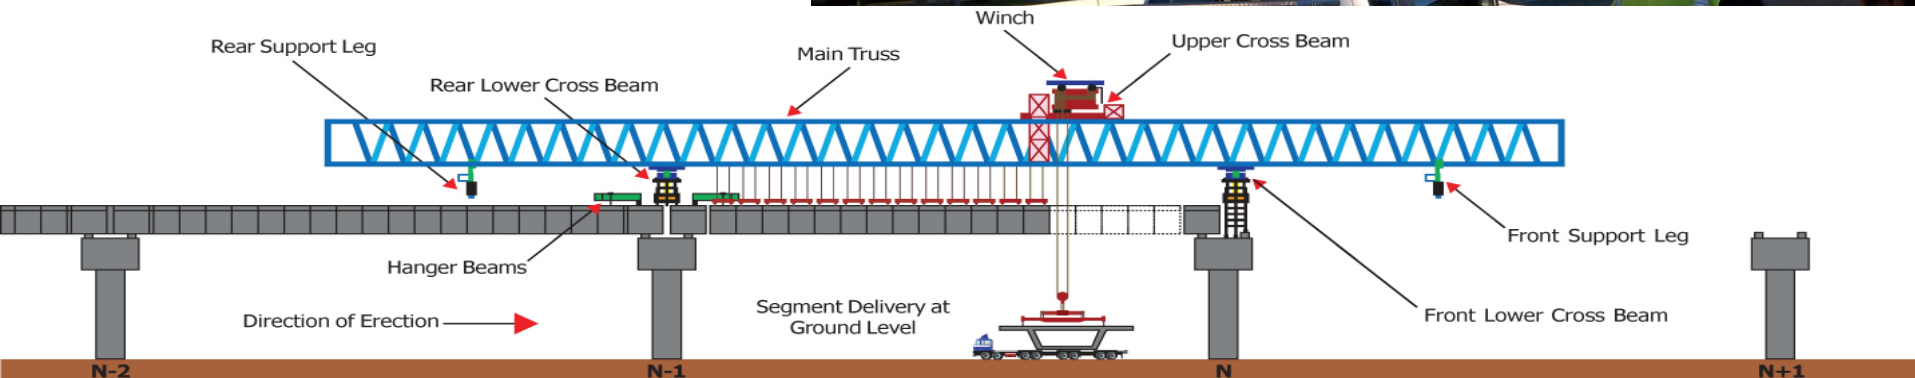 Winch
Upper Cross Beam
Rear Support Leg
Main Truss
Rear Lower Cross Beam
Front Support Leg
Hanger Beams
Segment Delivery at
Ground Level
Direction of Erection
Front Lower Cross Beam
N-2
N-1
N
N+1